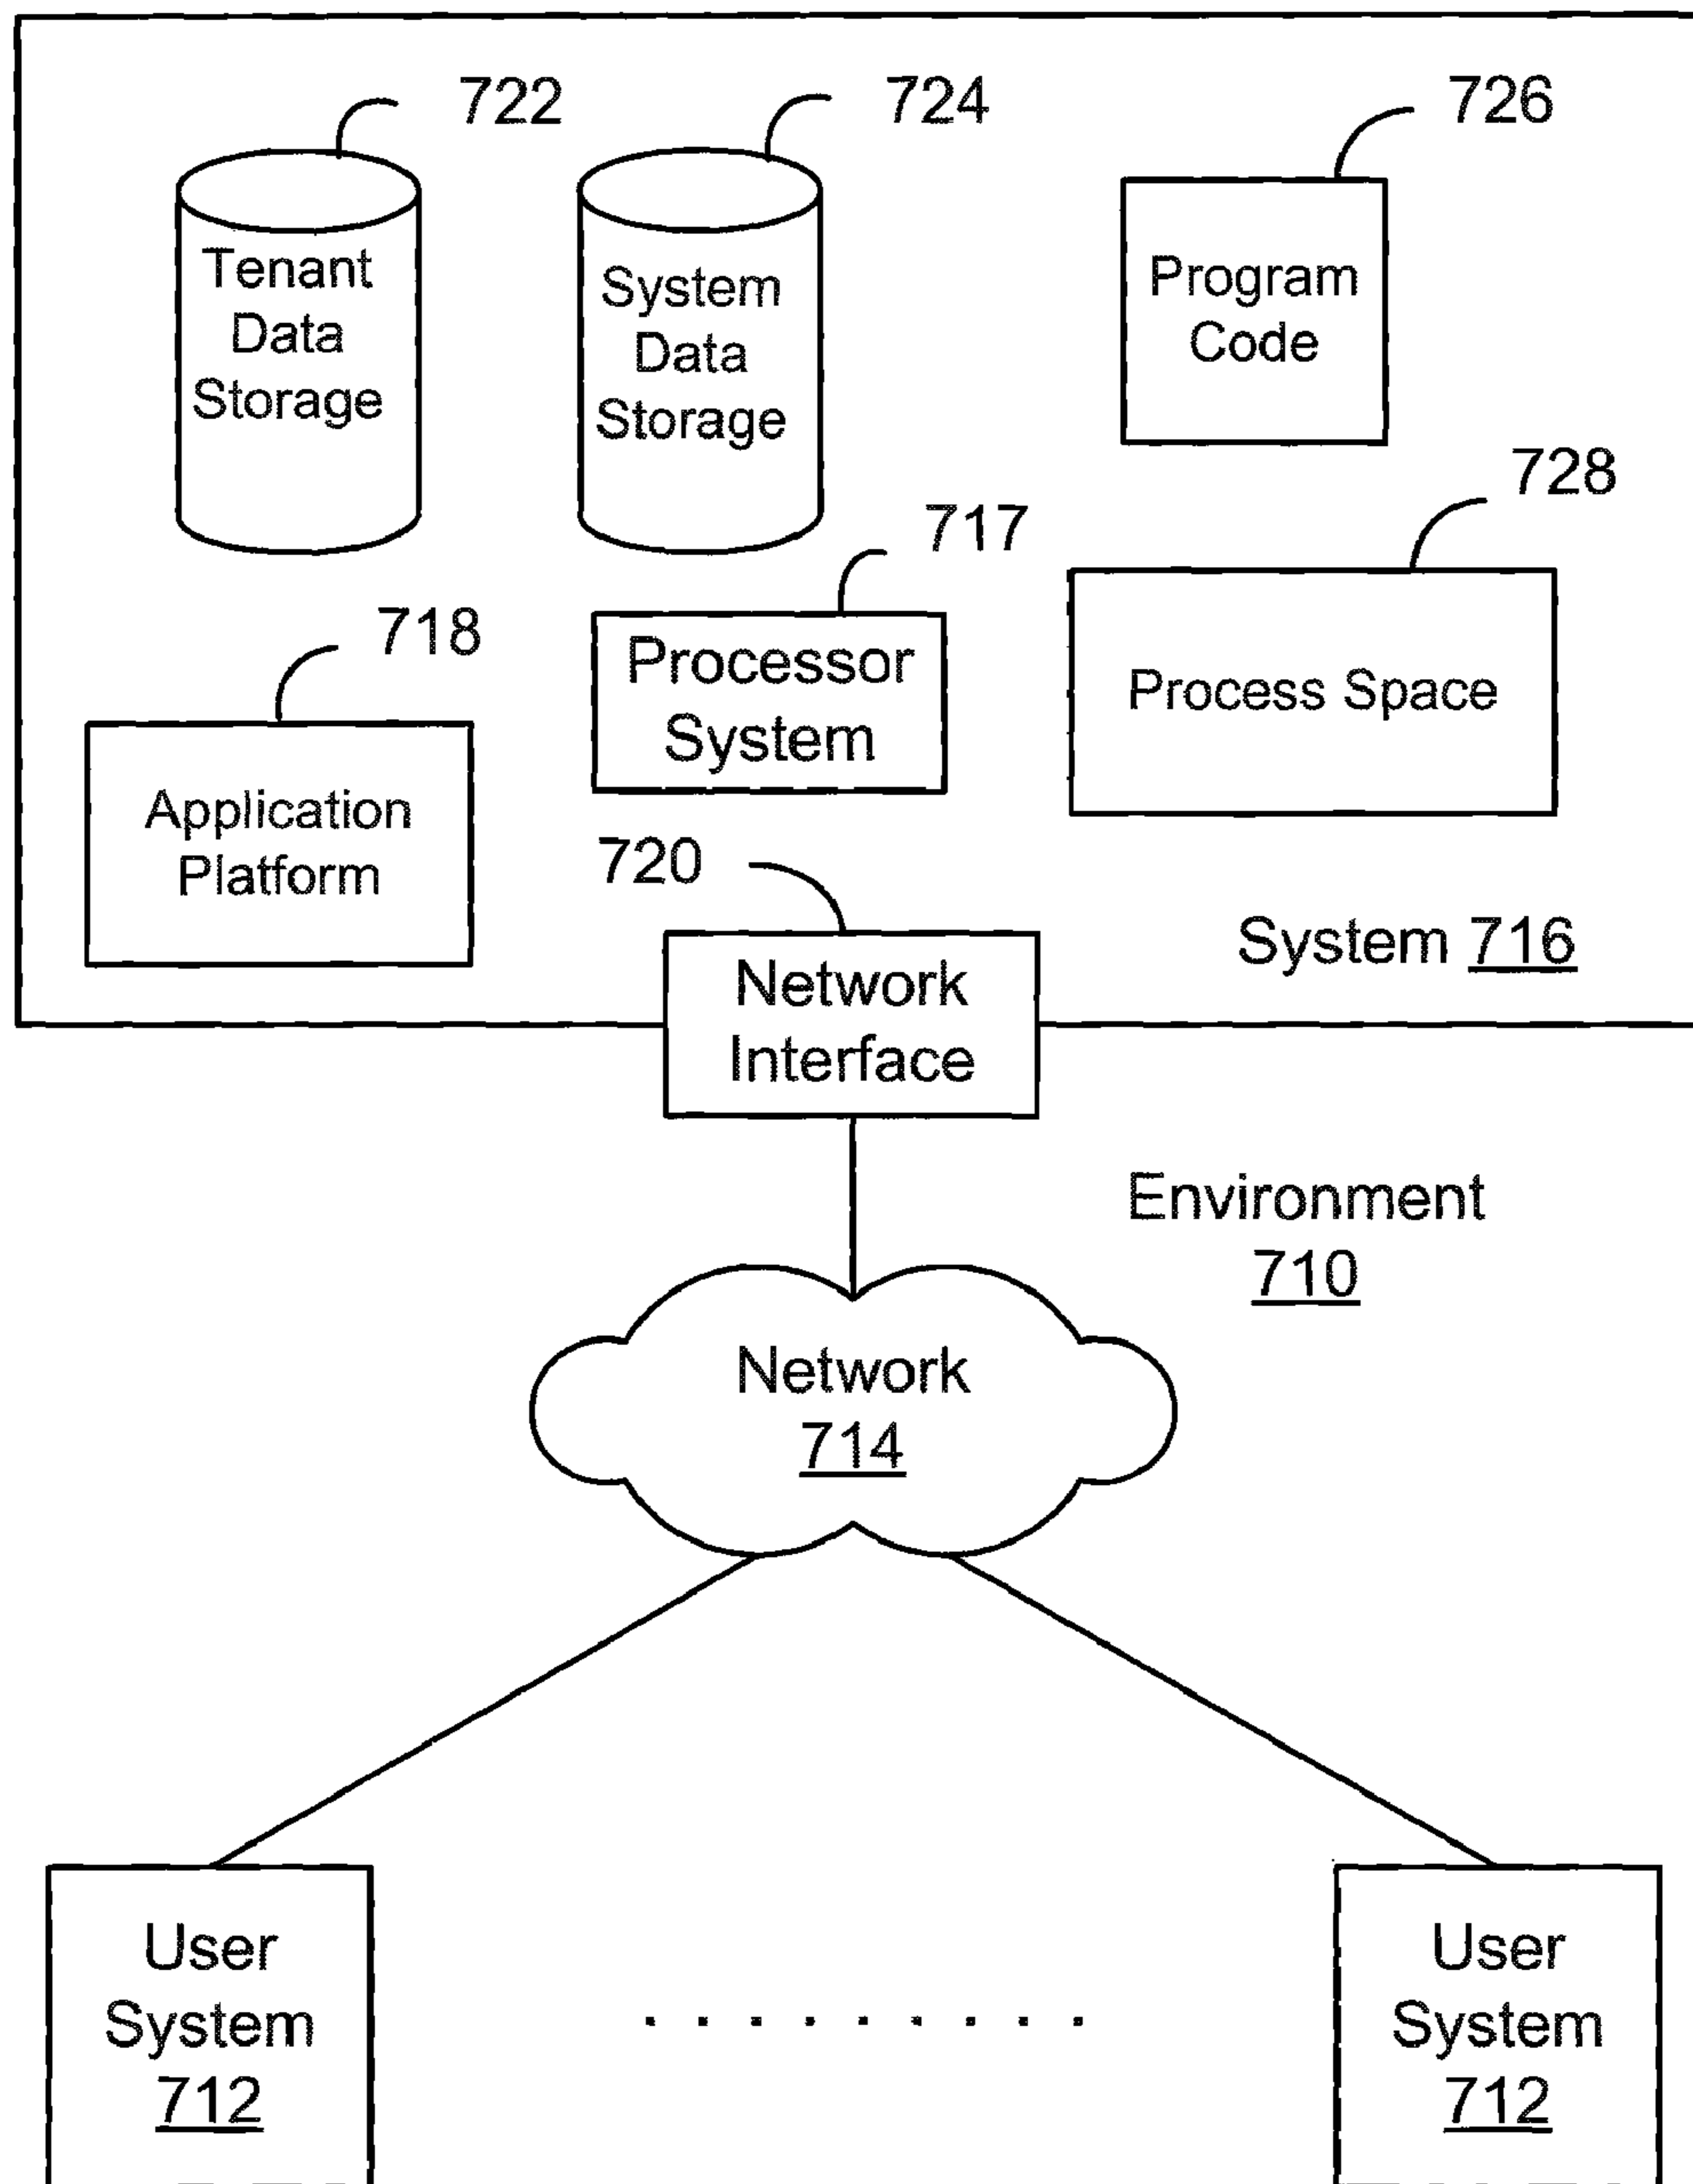 722
724
726
Tenant
Data
Storage
System
Data
Storage
Program
Code
728
717
718
Processor
System
Process Space
Application
Platform
720
System 716
Network
Interface
Environment
710
Network
714
User
System
712
. . . . . . . . .
User
System
712